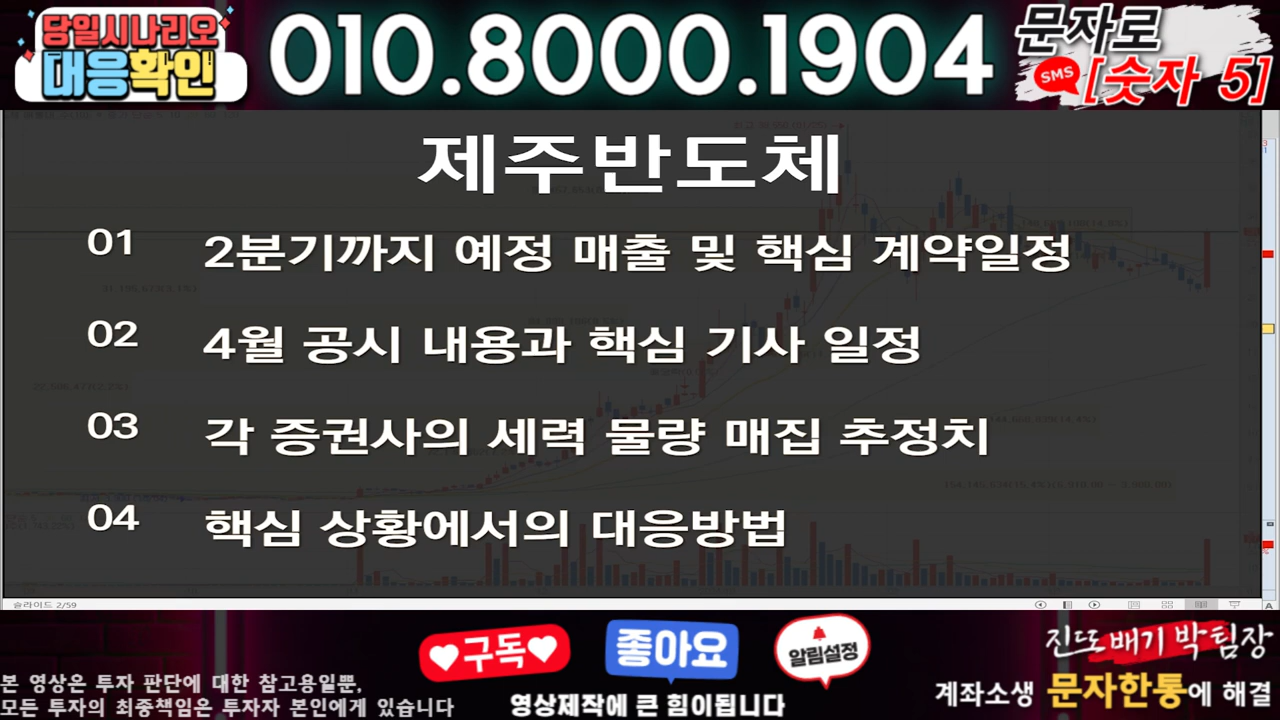 당일시나리오
대응확인
010.8000.1904
문자로
SMS
[숫자 5]
제주반도체
01 2분기까지 예정 매출 및 핵심 계약일정
02 4월 공시 내용과 핵심 기사 일정
03 각 증권사의 세력 물량 매집 추정치
04 핵심 상황에서의 대응방법
슬라이드 2/59
구독
좋아요
알림설정
영상제작에 큰 힘이됩니다
본 영상은 투자 판단에 대한 참고용일뿐,
모든 투자의 최종책임은 투자자 본인에게 있습니다
진또배기 박팀장
계좌소생 문자한통에 해결